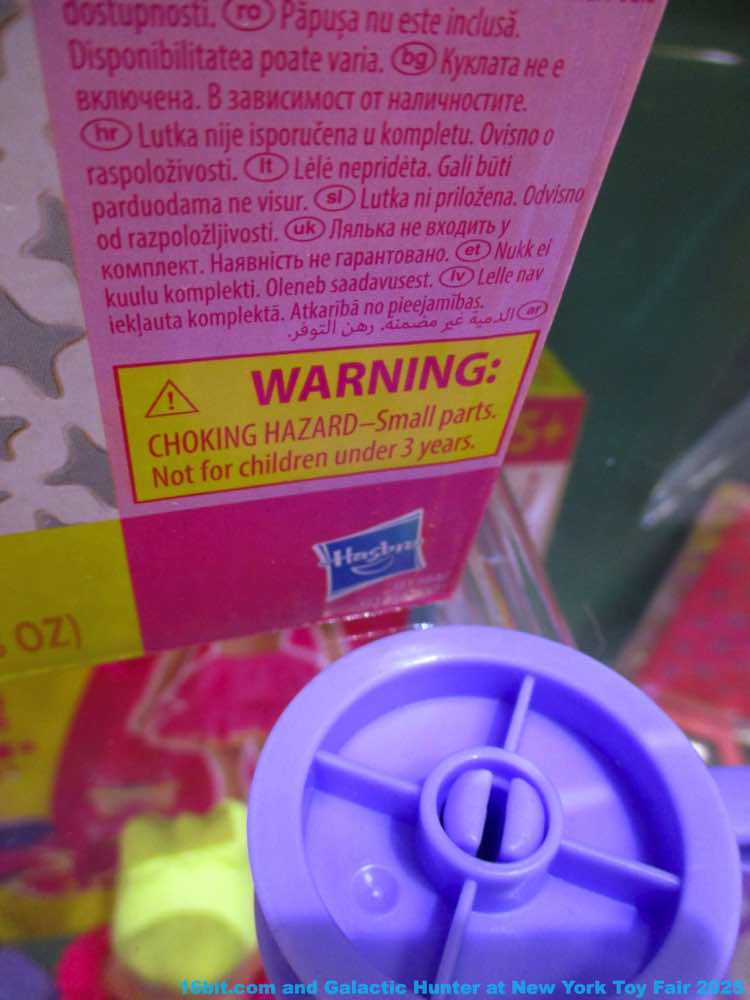 dostupnosti. ro Păpușa nu este inclusă.
Disponibilitatea poate varia. bg Куклата не е
включена. В зависимост от наличностите.
hr Lutka nije isporučena u kompletu. Ovisno o
raspoloživosti. lt Lėlė nepridėta. Gali būti
parduodama ne visur. sl Lutka ni priložena. Odvisno
od razpoložljivosti. uk Лялька не входить у
комплект. Наявність не гарантовано. et Nukk ei
kuulu komplekti. Oleneb saadavusest. lv Lelle nav
iekļauta komplektā. Atkarībā no pieejamības.
ar الدمية غير مضمنة. رهن التوفر.
WARNING:
CHOKING HAZARD–Small parts.
Not for children under 3 years.
5+
Hasbro
OZ)
16bit.com and Galactic Hunter at New York Toy Fair 2025